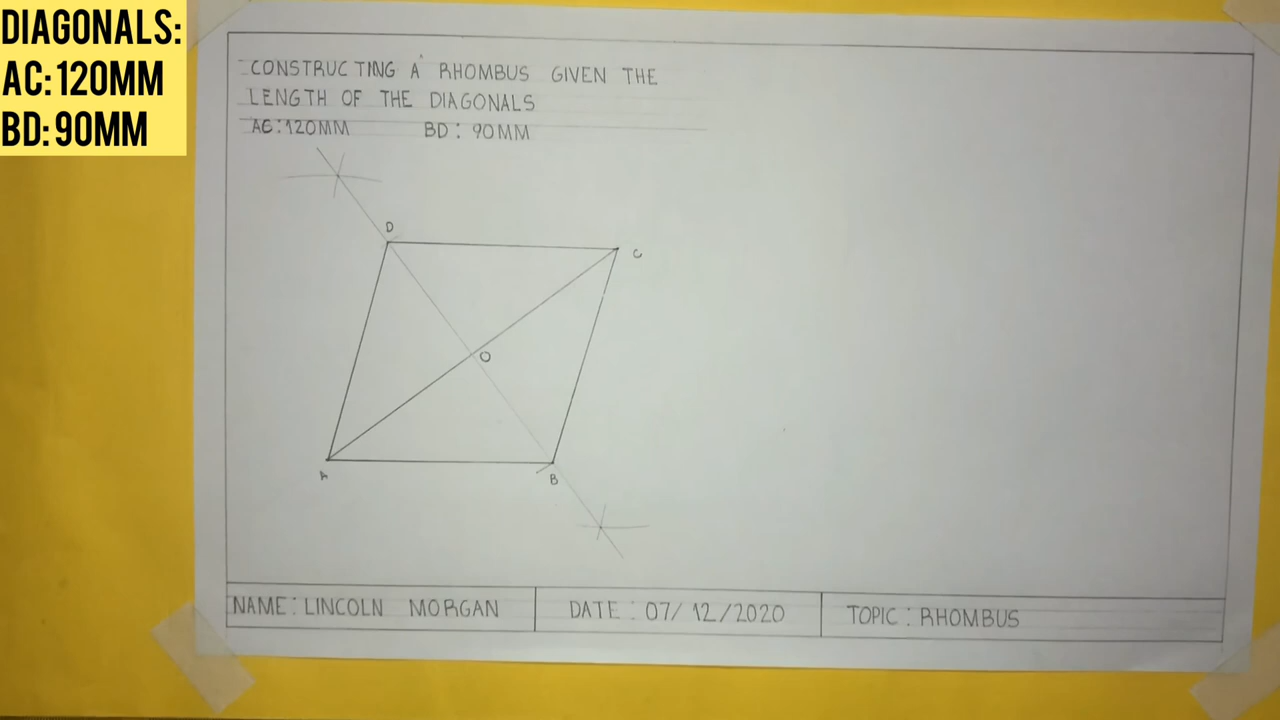 DIAGONALS:
AC: 120MM
BD: 90MM
CONSTRUCTING A RHOMBUS GIVEN THE
LENGTH OF THE DIAGONALS
AC:120MM BD: 90MM
D
C
O
A
B
NAME: LINCOLN MORGAN DATE: 07/12/2020 TOPIC: RHOMBUS